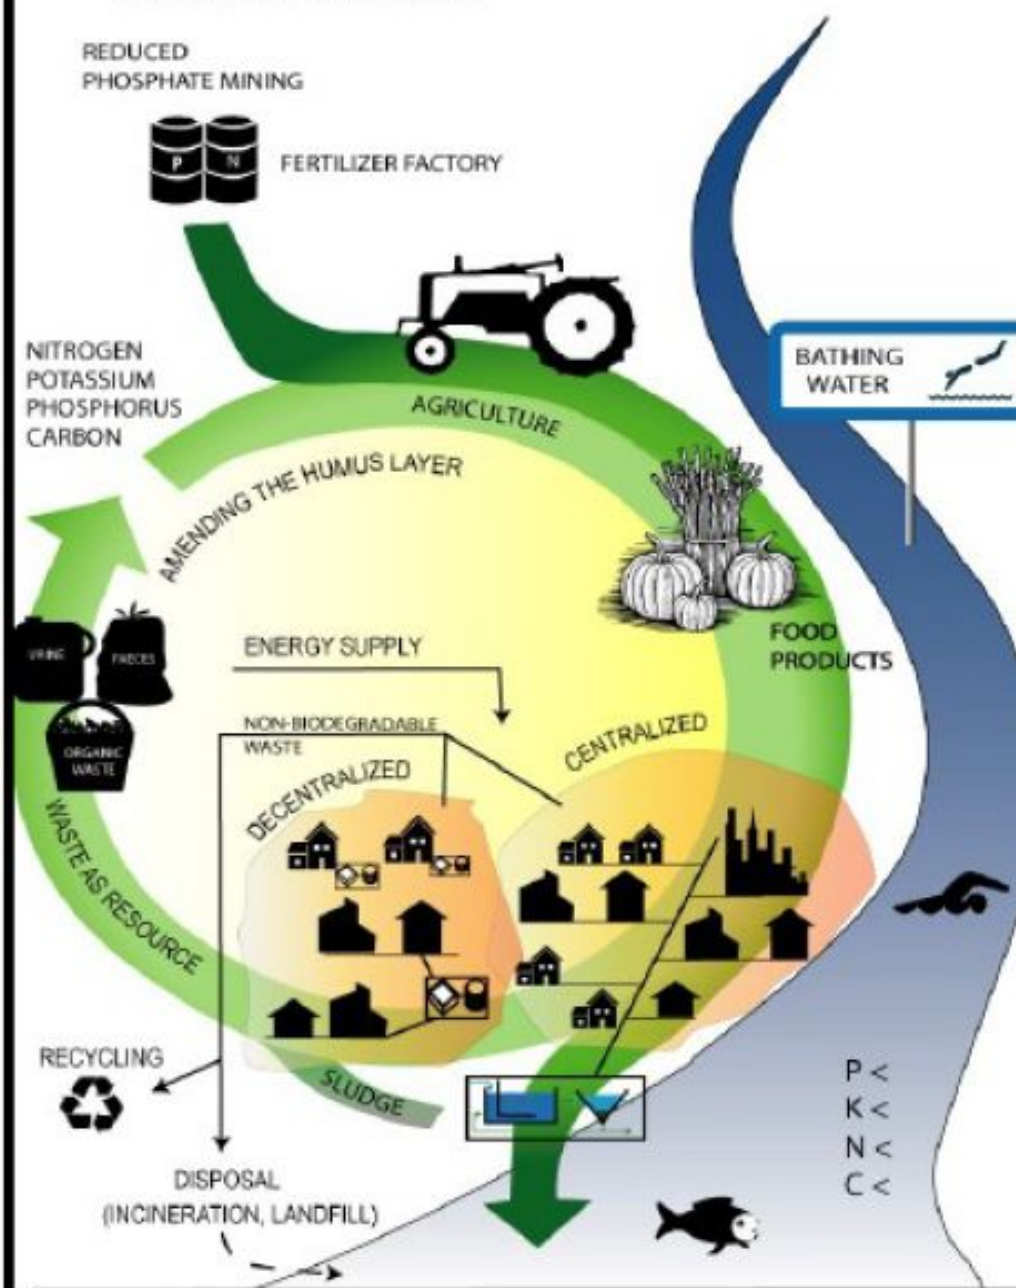 REDUCED
PHOSPHATE MINING
P
N
FERTILIZER FACTORY
NITROGEN
POTASSIUM
PHOSPHORUS
CARBON
BATHING
WATER
AGRICULTURE
AMENDING THE HUMUS LAYER
URINE
FAECES
ORGANIC
WASTE
FOOD
PRODUCTS
ENERGY SUPPLY
NON-BIODEGRADABLE
WASTE
CENTRALIZED
DECENTRALIZED
WASTE AS RESOURCE
RECYCLING
SLUDGE
P <
K <
N <
C <
DISPOSAL
(INCINERATION, LANDFILL)